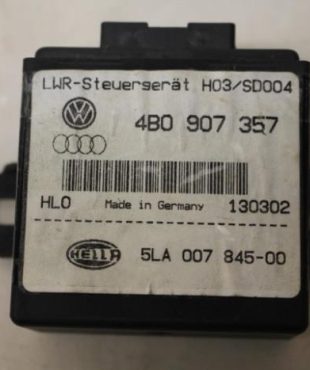 LWR-Steuergerät H03/SD004
4B0 907 357
HLO Made in Germany 130302
HELLA 5LA 007 845-00